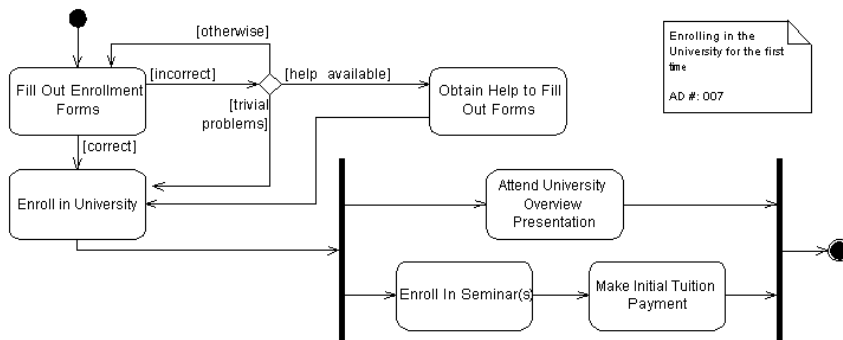 [otherwise]
Enrolling in the
University for the first
time
AD #: 007
Fill Out Enrollment
Forms
[incorrect]
[help available]
Obtain Help to Fill
Out Forms
[trivial
problems]
[correct]
Enroll in University
Attend University
Overview
Presentation
Enroll In Seminar(s)
Make Initial Tuition
Payment